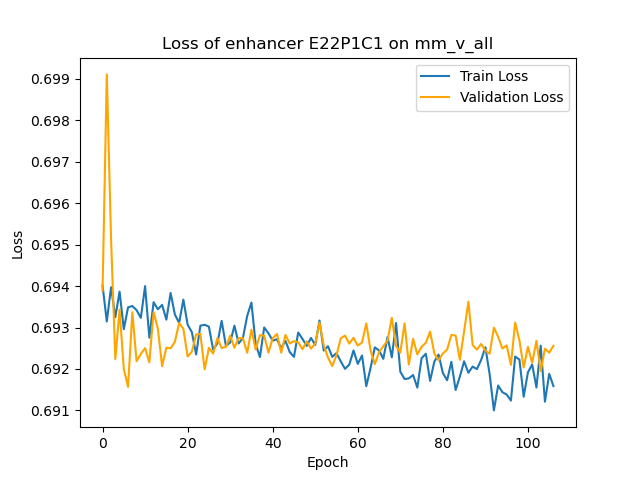 Loss of enhancer E22P1C1 on mm_v_all
Train Loss
Validation Loss
0.699
0.698
0.697
0.696
0.695
0.694
0.693
0.692
0.691
Loss
0 20 40 60 80 100
Epoch